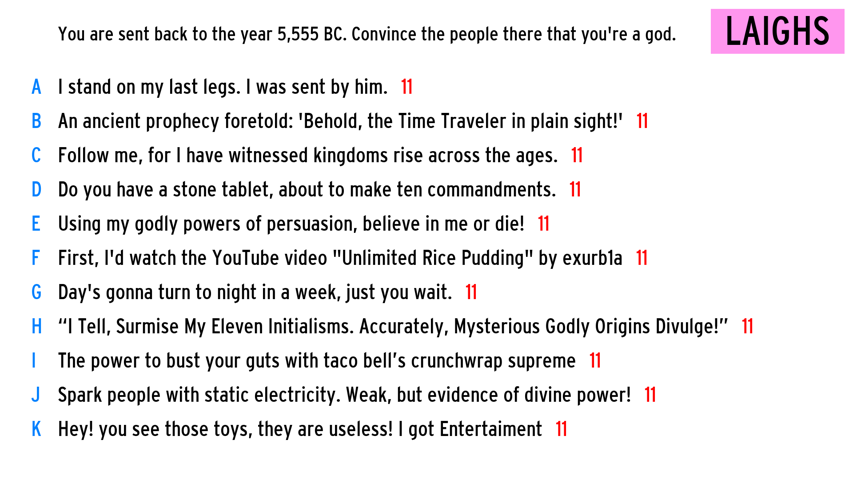 You are sent back to the year 5,555 BC. Convince the people there that you're a god.
LAIGHS
A I stand on my last legs. I was sent by him. 11
B An ancient prophecy foretold: 'Behold, the Time Traveler in plain sight!' 11
C Follow me, for I have witnessed kingdoms rise across the ages. 11
D Do you have a stone tablet, about to make ten commandments. 11
E Using my godly powers of persuasion, believe in me or die! 11
F First, I'd watch the YouTube video "Unlimited Rice Pudding" by exurb1a 11
G Day's gonna turn to night in a week, just you wait. 11
H “I Tell, Surmise My Eleven Initialisms. Accurately, Mysterious Godly Origins Divulge!” 11
I The power to bust your guts with taco bell’s crunchwrap supreme 11
J Spark people with static electricity. Weak, but evidence of divine power! 11
K Hey! you see those toys, they are useless! I got Entertaiment 11